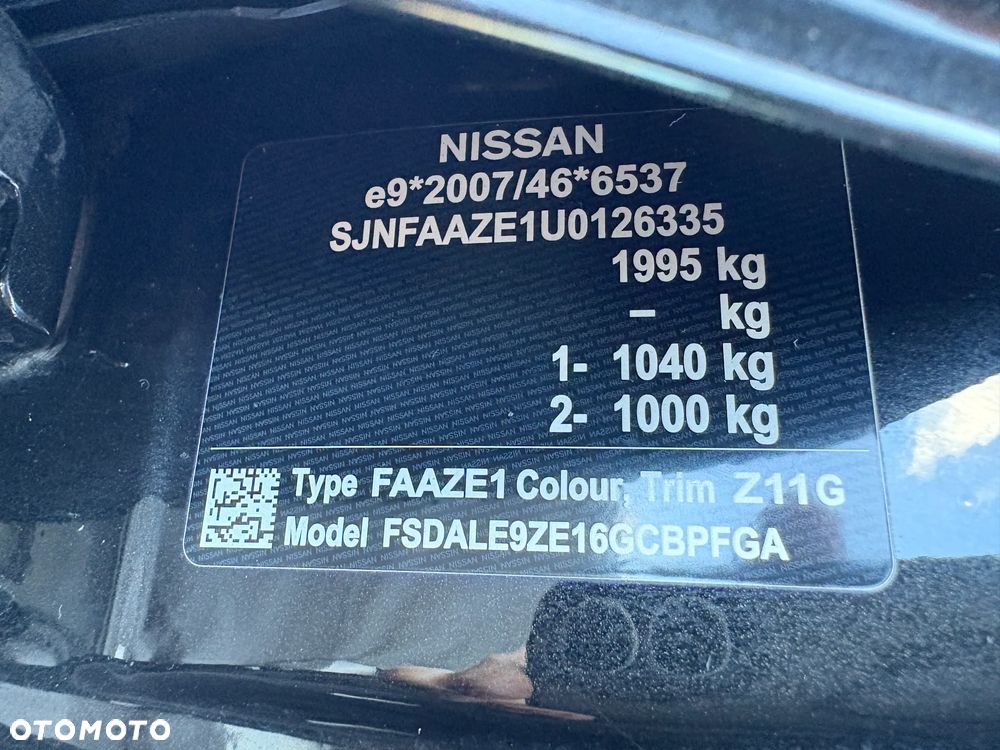 NISSAN
e9*2007/46*6537
SJNFAAZE1U0126335
1995 kg
– kg
1- 1040 kg
2- 1000 kg
Type FAAZE1 Colour, Trim Z11 G
Model FSDALE9ZE16GCBPFGA
OTOMOTO